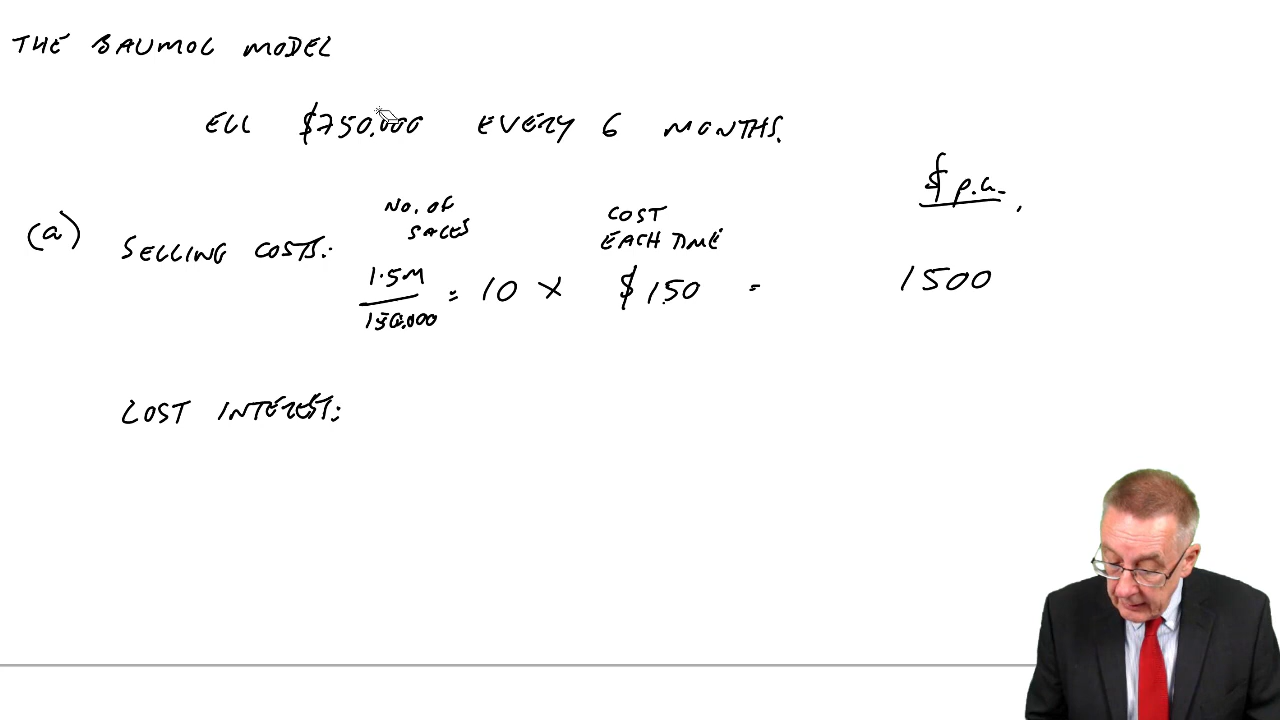 THE BAUMOL MODEL
ELL $750.000 EVERY 6 MONTHS.
$ p.a.
(a) SELLING COSTS:
NO. OF SALES
COST EACH TIME
1.5M
150.000
= 10 × $150 = 1500
LOST INTEREST: